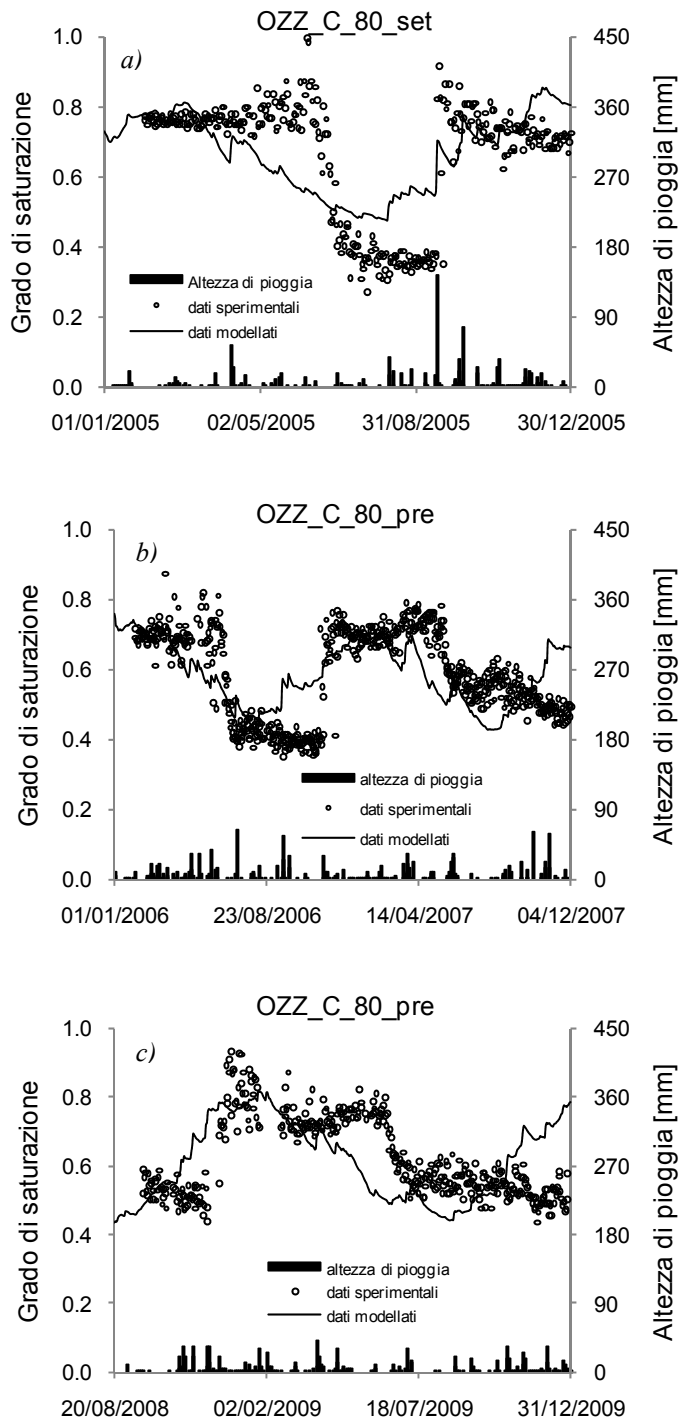 OZZ_C_80_set
a)
Grado di saturazione
Altezza di pioggia [mm]
1.0
0.8
0.6
0.4
0.2
0.0
450
360
270
180
90
0
Altezza di pioggia
dati sperimentali
dati modellati
01/01/2005
02/05/2005
31/08/2005
30/12/2005
OZZ_C_80_pre
b)
Grado di saturazione
Altezza di pioggia [mm]
1.0
0.8
0.6
0.4
0.2
0.0
450
360
270
180
90
0
altezza di pioggia
dati sperimentali
dati modellati
01/01/2006
23/08/2006
14/04/2007
04/12/2007
OZZ_C_80_pre
c)
Grado di saturazione
Altezza di pioggia [mm]
1.0
0.8
0.6
0.4
0.2
0.0
450
360
270
180
90
0
altezza di pioggia
dati sperimentali
dati modellati
20/08/2008
02/02/2009
18/07/2009
31/12/2009